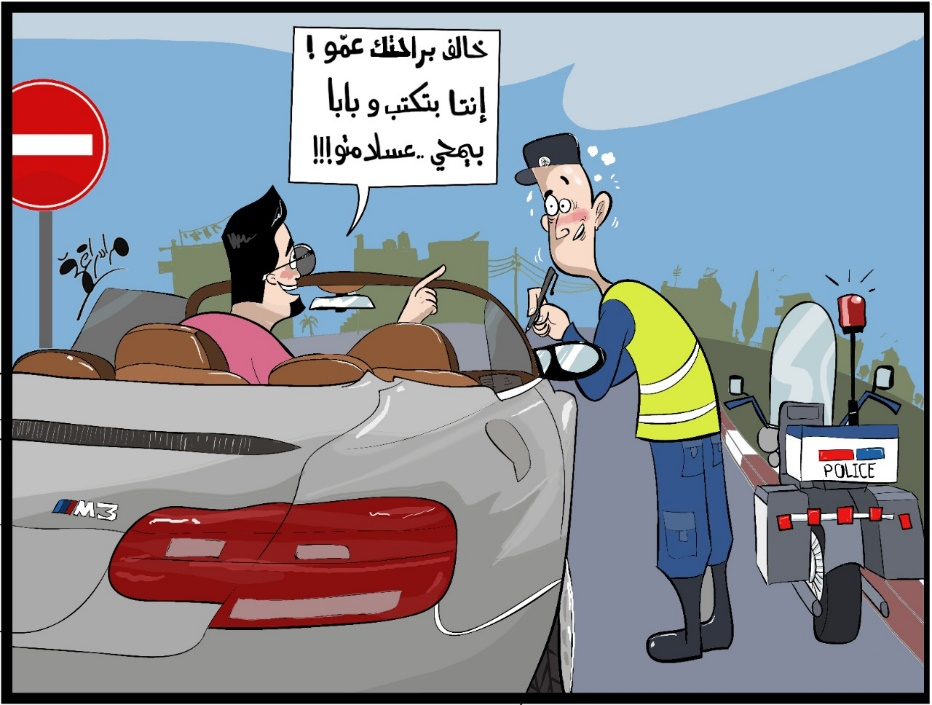 خالف براحتك عمّو !
إنتا بتكتب و بابا
بيمحي ..عسلامتو!!!
M3
POLICE